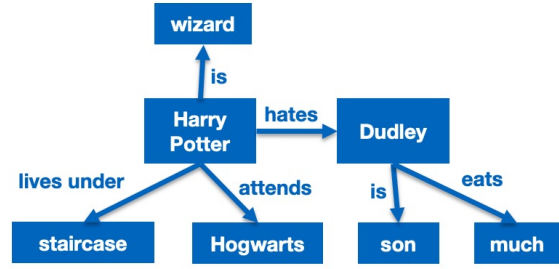 wizard
is
Harry
Potter
hates
Dudley
lives under
attends
is
eats
staircase
Hogwarts
son
much